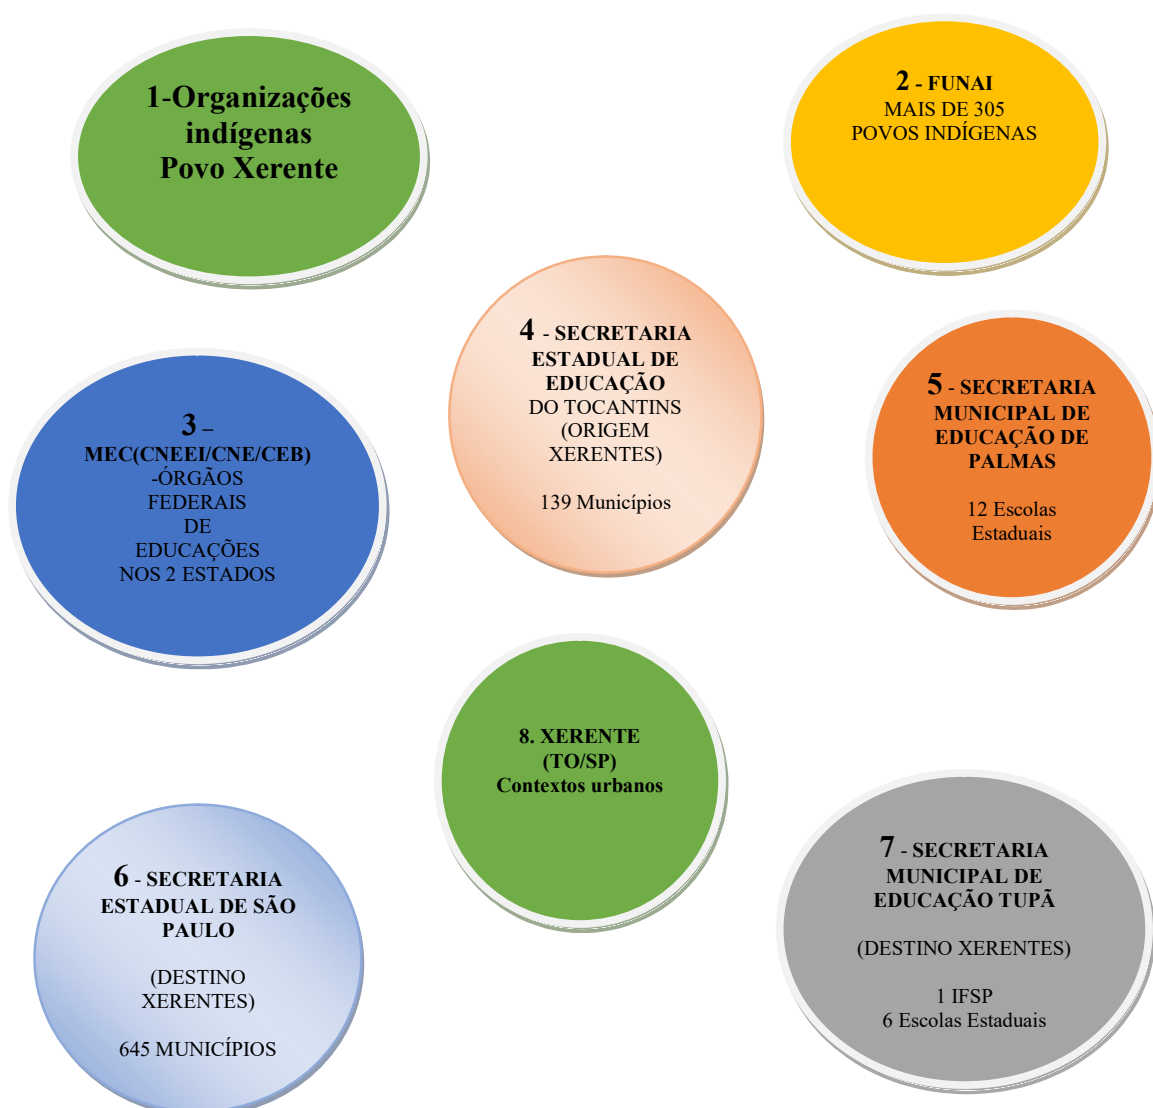 1-Organizações
indígenas
Povo Xerente
2 - FUNAI
MAIS DE 305
POVOS INDÍGENAS
3 –
MEC(CNEEI/CNE/CEB)
-ÓRGÃOS
FEDERAIS
DE
EDUCAÇÕES
NOS 2 ESTADOS
4 - SECRETARIA
ESTADUAL DE
EDUCAÇÃO
DO TOCANTINS
(ORIGEM
XERENTES)
139 Municípios
5 - SECRETARIA
MUNICIPAL DE
EDUCAÇÃO DE
PALMAS
12 Escolas
Estaduais
6 - SECRETARIA
ESTADUAL DE SÃO
PAULO
(DESTINO
XERENTES)
645 MUNICÍPIOS
8. XERENTE
(TO/SP)
Contextos urbanos
7 - SECRETARIA
MUNICIPAL DE
EDUCAÇÃO TUPÃ
(DESTINO XERENTES)
1 IFSP
6 Escolas Estaduais